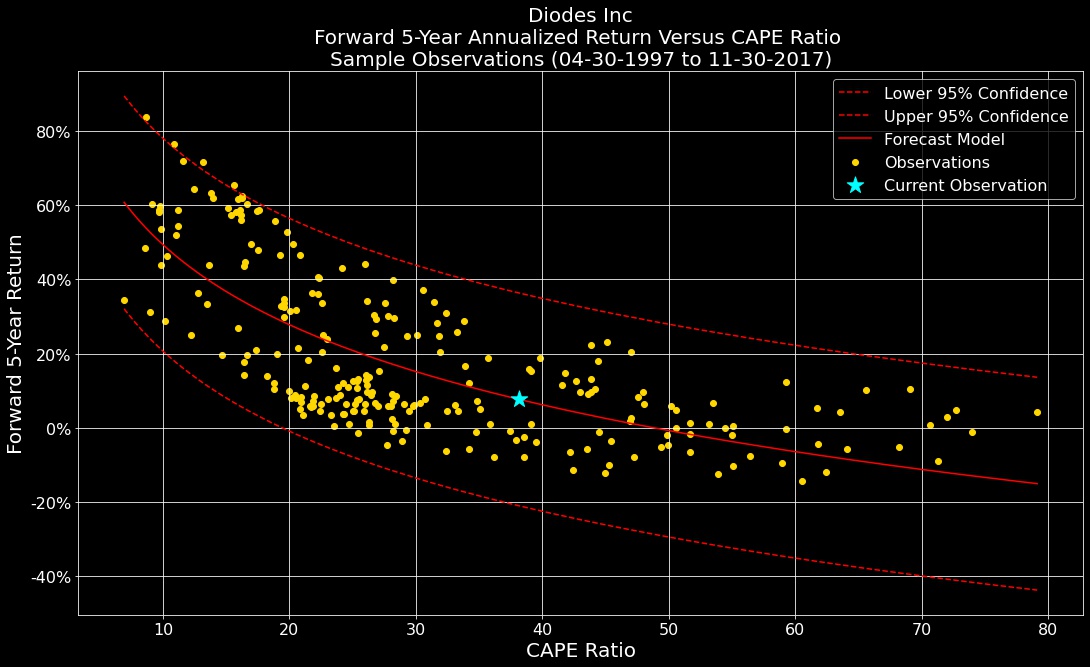 Diodes Inc
Forward 5-Year Annualized Return Versus CAPE Ratio
Sample Observations (04-30-1997 to 11-30-2017)
Lower 95% Confidence
Upper 95% Confidence
Forecast Model
Observations
Current Observation
Forward 5-Year Return
80%
60%
40%
20%
0%
-20%
-40%
10 20 30 40 50 60 70 80
CAPE Ratio